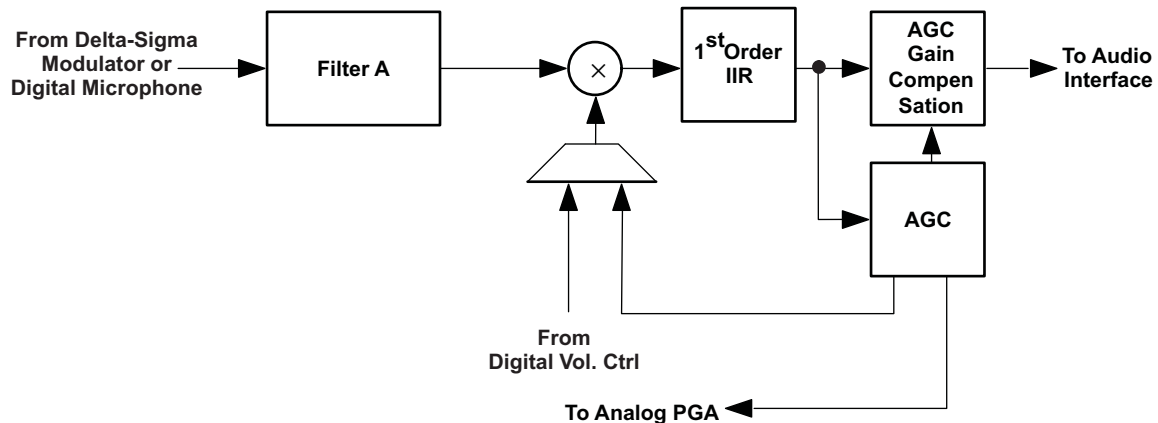 From Delta-Sigma
Modulator or
Digital Microphone
Filter A
×
1st Order
IIR
AGC
Gain
Compen
Sation
To Audio
Interface
AGC
From
Digital Vol. Ctrl
To Analog PGA